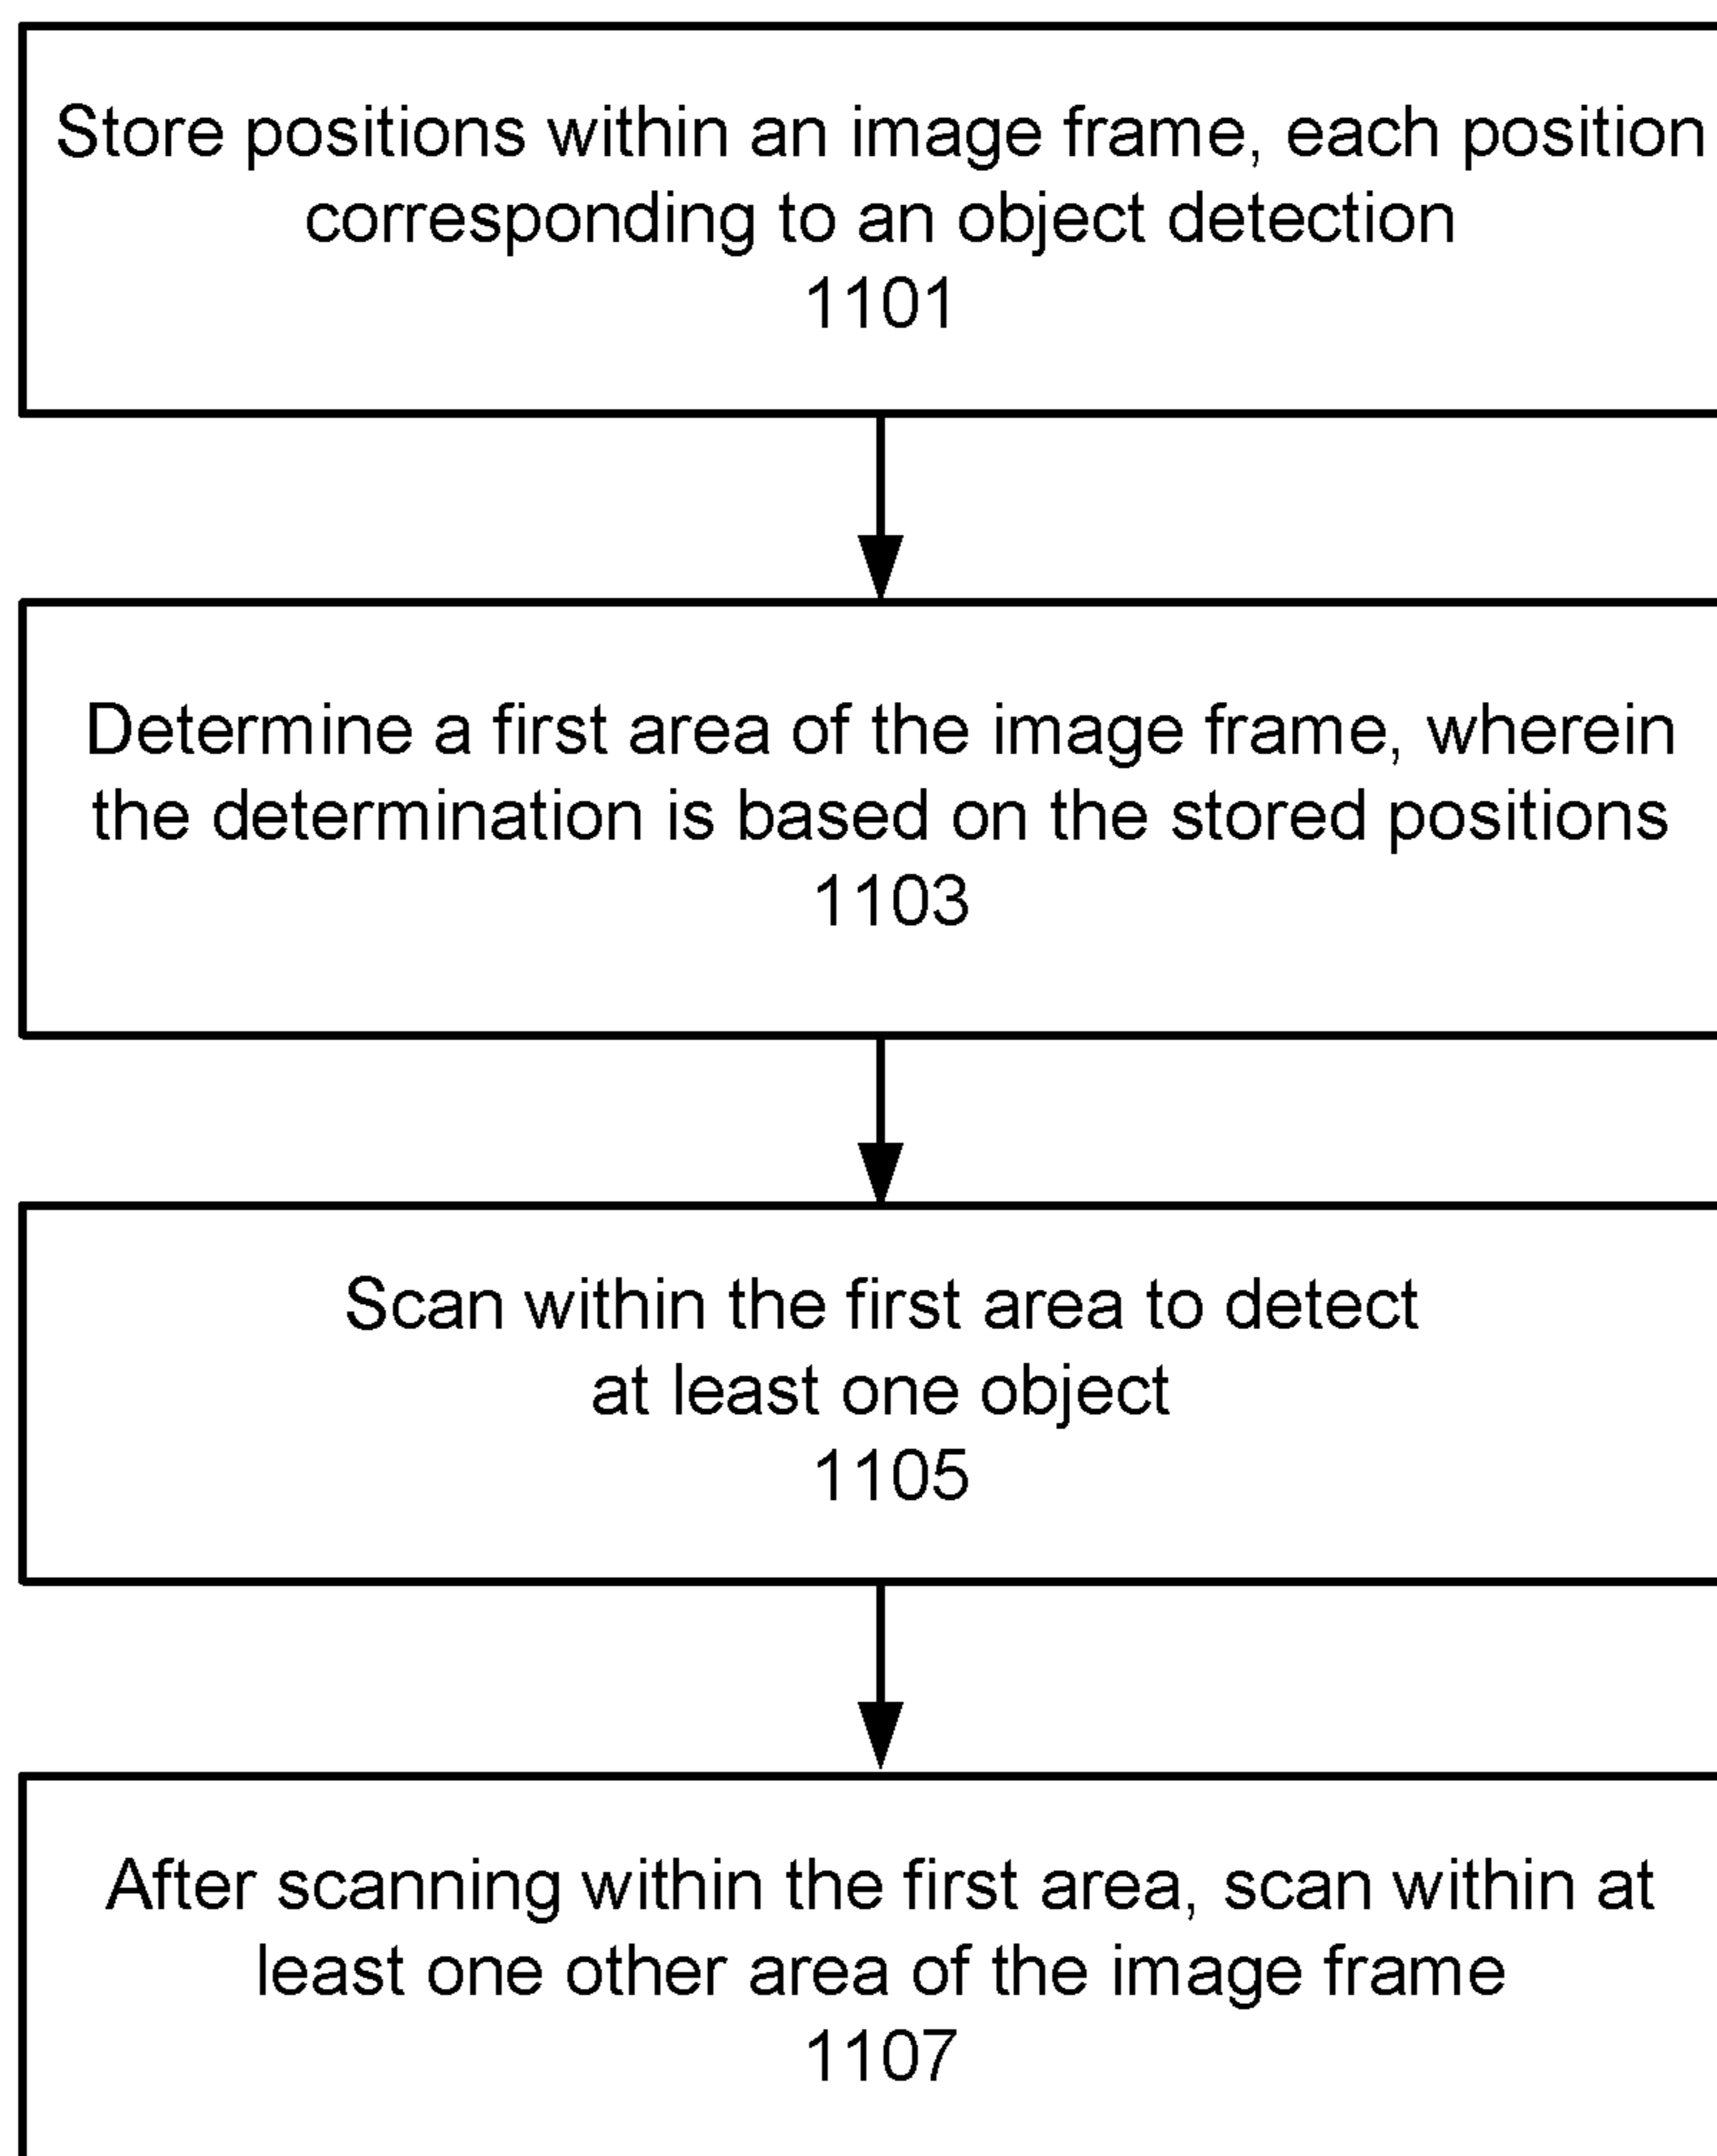 Store positions within an image frame, each position
corresponding to an object detection
1101
Determine a first area of the image frame, wherein
the determination is based on the stored positions
1103
Scan within the first area to detect
at least one object
1105
After scanning within the first area, scan within at
least one other area of the image frame
1107